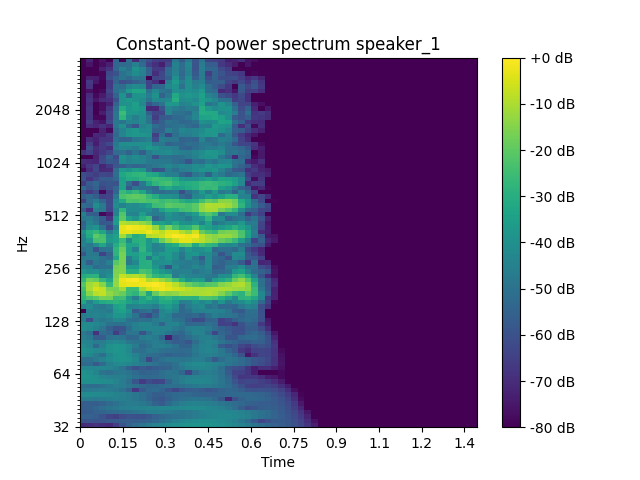 Constant-Q power spectrum speaker_1
Hz
2048
1024
512
256
128
64
32
0 0.15 0.3 0.45 0.6 0.75 0.9 1.1 1.2 1.4
Time
+0 dB
-10 dB
-20 dB
-30 dB
-40 dB
-50 dB
-60 dB
-70 dB
-80 dB